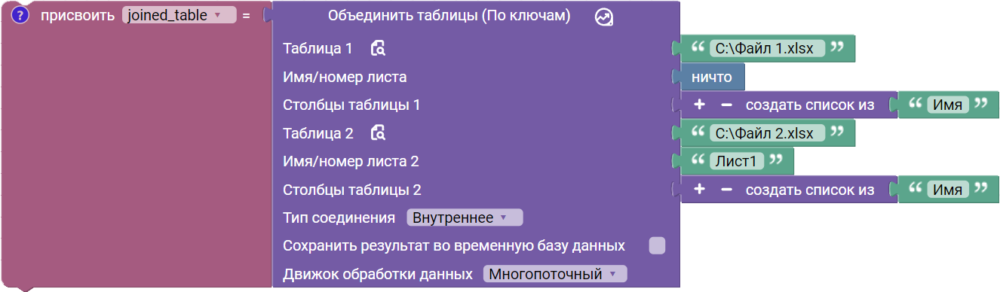 ? присвоить joined_table = Объединить таблицы (По ключам)
Таблица 1 “ C:\Файл 1.xlsx ”
Имя/номер листа ничто
Столбцы таблицы 1 + − создать список из “ Имя ”
Таблица 2 “ C:\Файл 2.xlsx ”
Имя/номер листа 2 “ Лист1 ”
Столбцы таблицы 2 + − создать список из “ Имя ”
Тип соединения Внутреннее
Сохранить результат во временную базу данных
Движок обработки данных Многопоточный